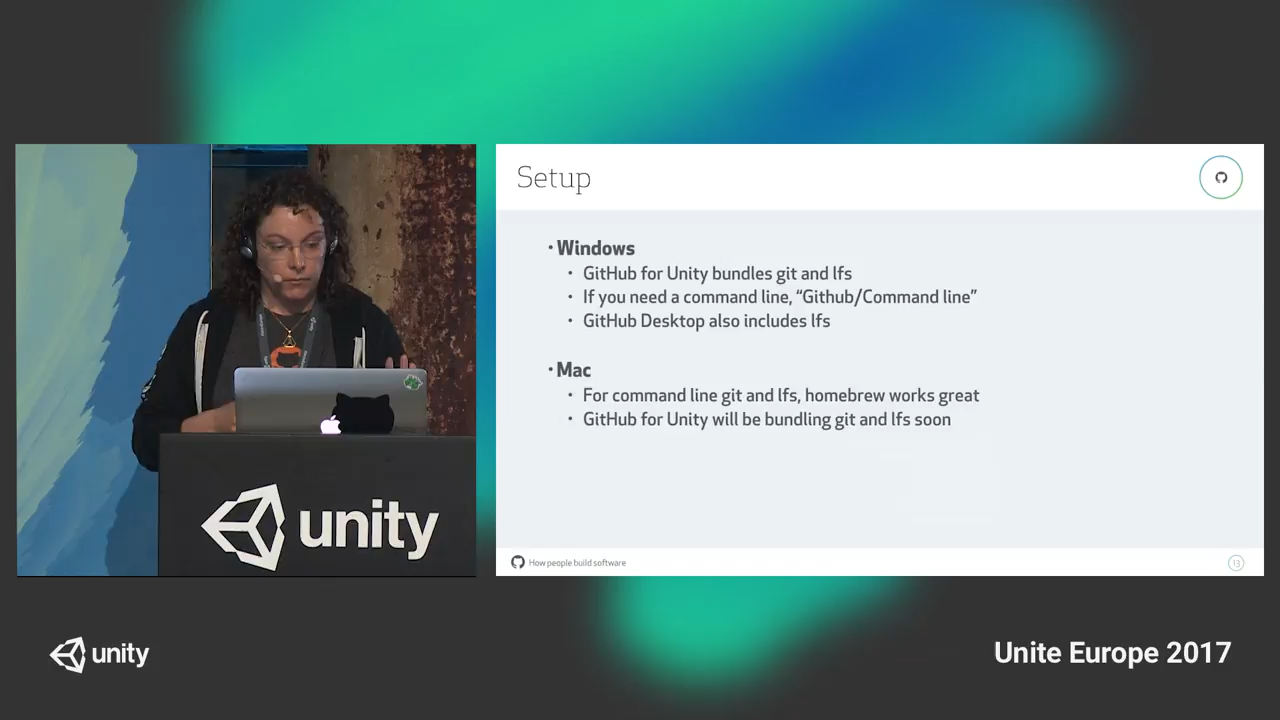 Setup
• Windows
• GitHub for Unity bundles git and lfs
• If you need a command line, “Github/Command line”
• GitHub Desktop also includes lfs
• Mac
• For command line git and lfs, homebrew works great
• GitHub for Unity will be bundling git and lfs soon
How people build software
13
unity
unity
Unite Europe 2017